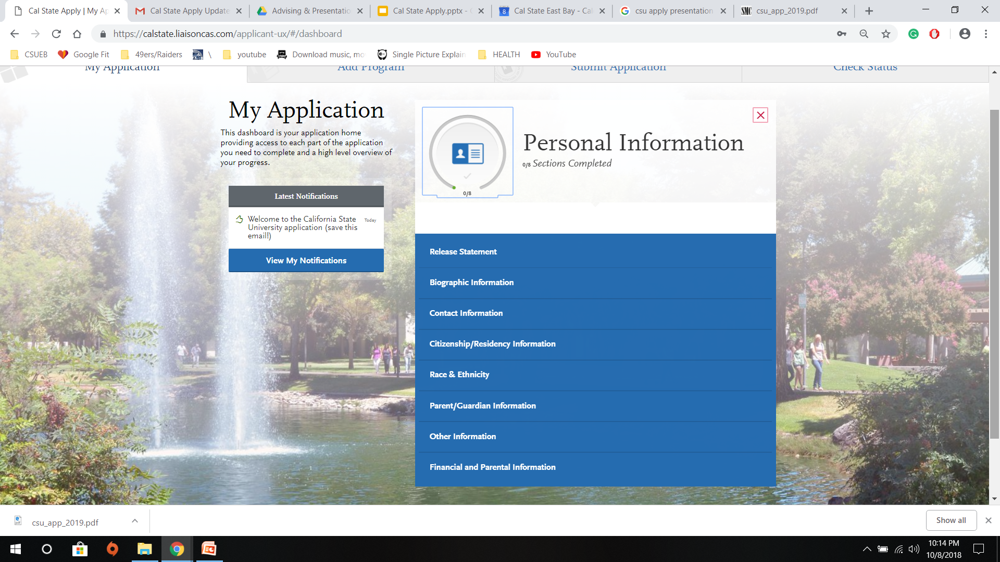 Cal State Apply | My Ap
Cal State Apply Update
Advising & Presentatio
Cal State Apply.pptx - G
8
Cal State East Bay - Cal
csu apply presentation
SMC
csu_app_2019.pdf
https://calstate.liaisoncas.com/applicant-ux/#/dashboard
CSUEB
Google Fit
49ers/Raiders
\
youtube
Download music, mo
Single Picture Explain
HEALTH
YouTube
My Application
Add Program
Submit Application
Check Status
My Application
This dashboard is your application home
providing access to each part of the application
you need to complete and a high level overview of
your progress.
Latest Notifications
Welcome to the California State
University application (save this
email!)
Today
View My Notifications
0/8
Personal Information
0/8 Sections Completed
Release Statement
Biographic Information
Contact Information
Citizenship/Residency Information
Race & Ethnicity
Parent/Guardian Information
Other Information
Financial and Parental Information
csu_app_2019.pdf
Show all
10:14 PM
10/8/2018